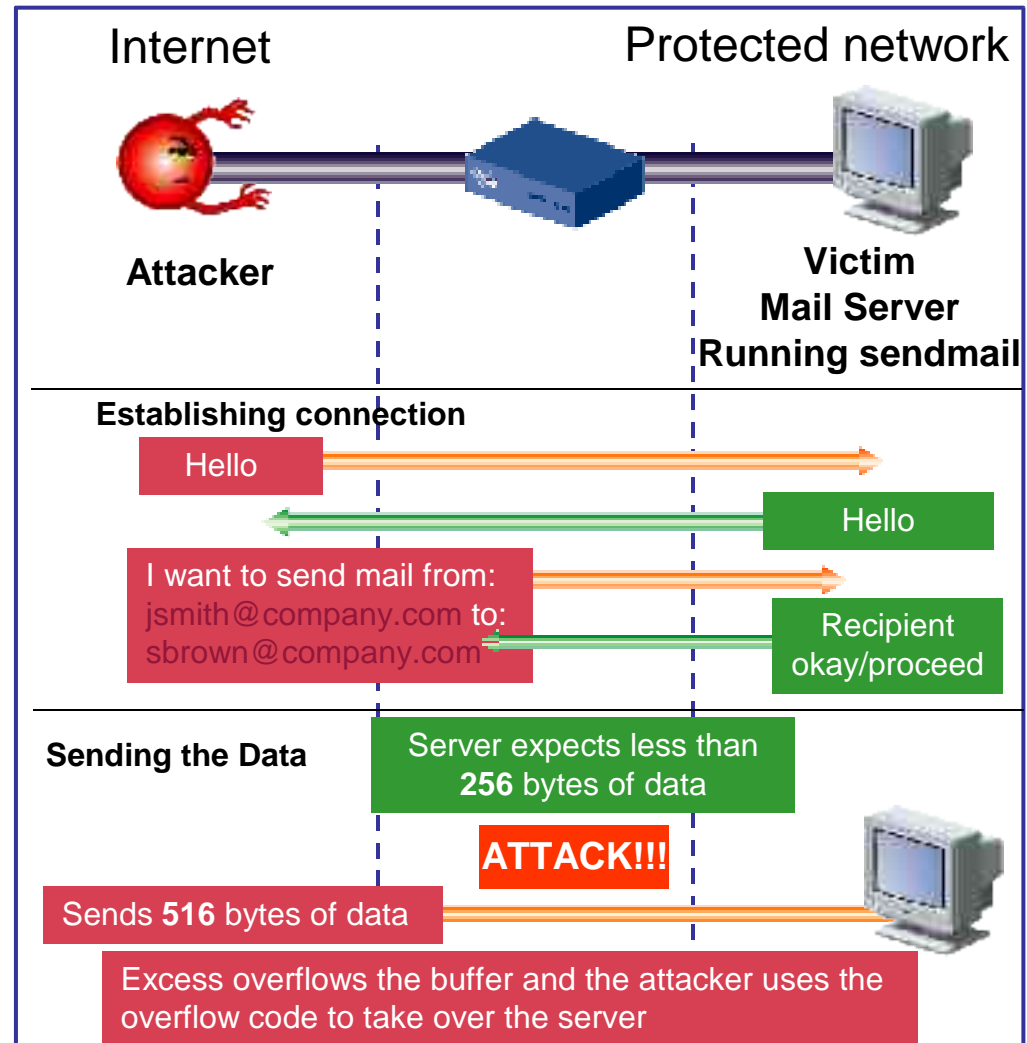 Internet
Protected network
Attacker
Victim
Mail Server
Running sendmail
Establishing connection
Hello
Hello
I want to send mail from:
jsmith@company.com to:
sbrown@company.com
Recipient
okay/proceed
Sending the Data
Server expects less than
256 bytes of data
ATTACK!!!
Sends 516 bytes of data
Excess overflows the buffer and the attacker uses the
overflow code to take over the server